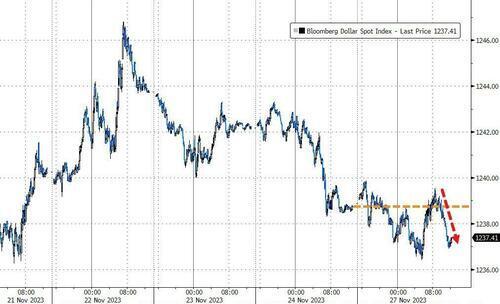 Bloomberg Dollar Spot Index - Last Price 1237.41
1246.00
1244.00
1242.00
1240.00
1238.00
1237.41
1236.00
08:00 00:00 08:00 00:00 08:00 00:00 08:00 00:00 08:00
21 Nov 2023 22 Nov 2023 23 Nov 2023 24 Nov 2023 27 Nov 2023